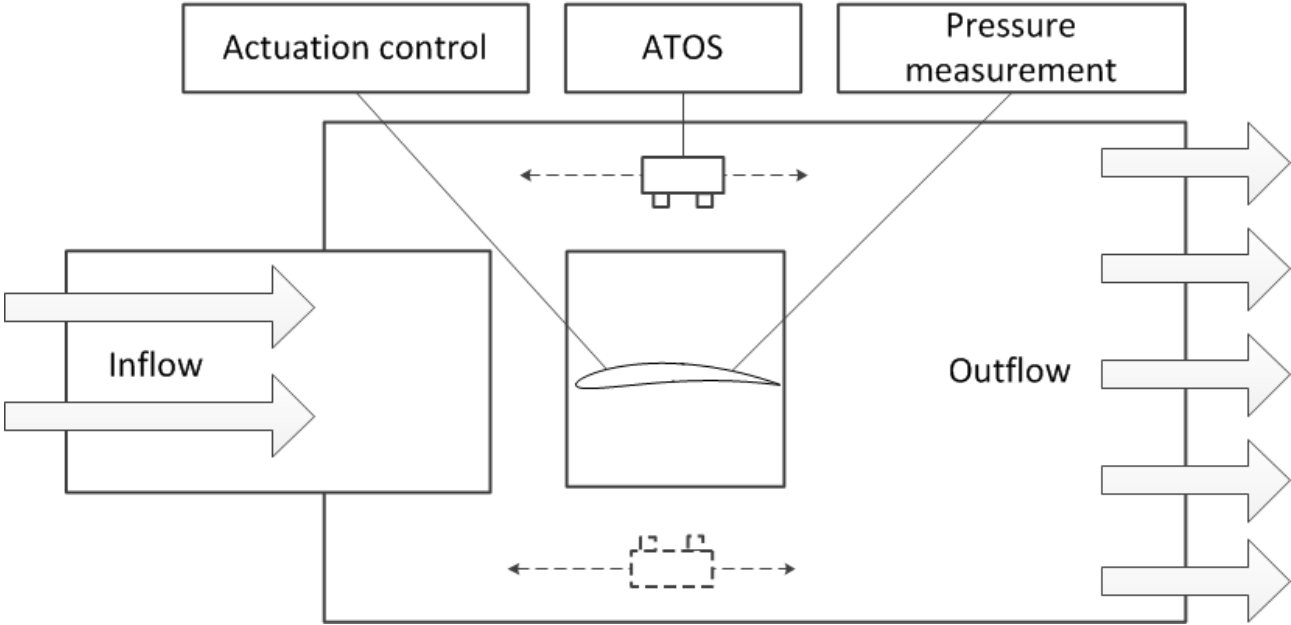 Actuation control
ATOS
Pressure
measurement
Inflow
Outflow